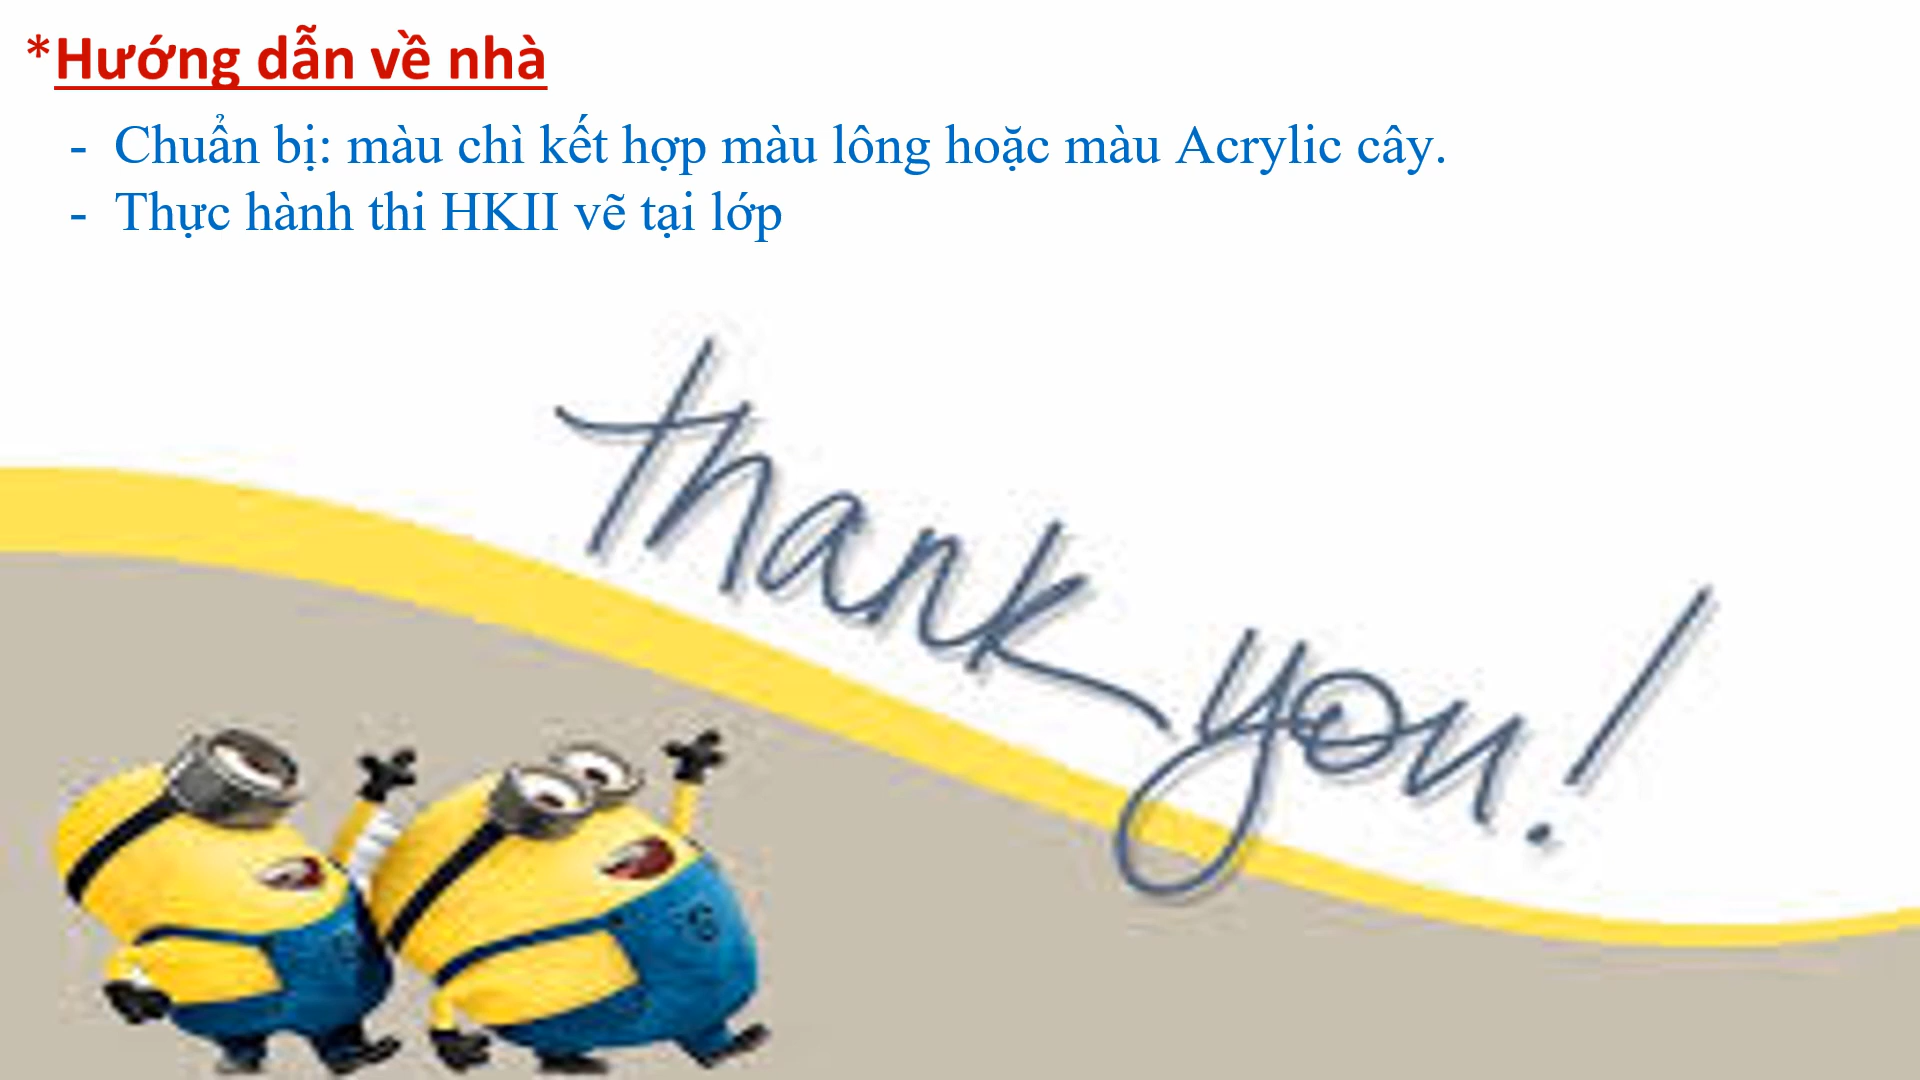 *Hướng dẫn về nhà
- Chuẩn bị: màu chì kết hợp màu lông hoặc màu Acrylic cây.
- Thực hành thi HKII vẽ tại lớp
thank you!